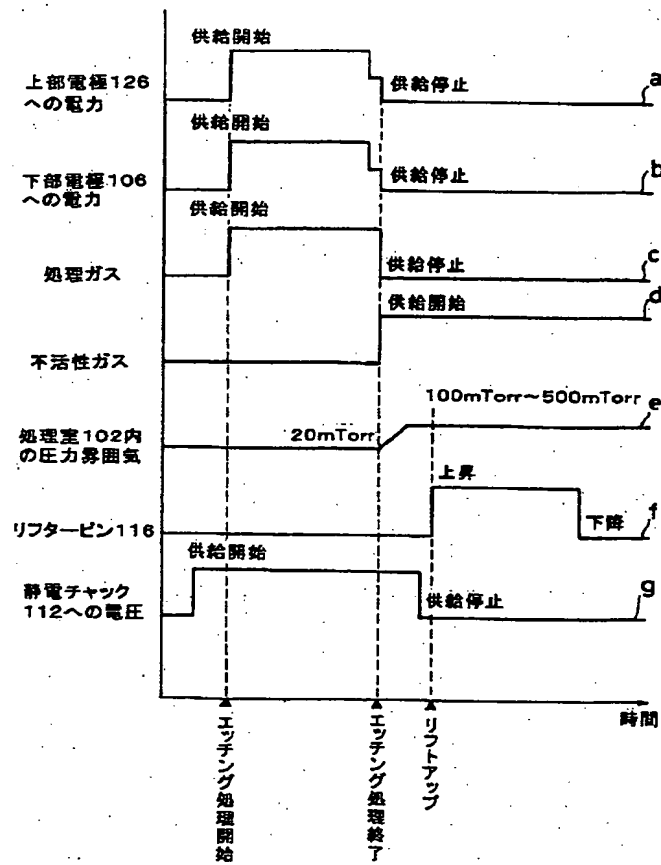 供給開始
上部電極126
への電力
供給停止
a
供給開始
下部電極106
への電力
供給停止
b
供給開始
処理ガス
供給停止
c
供給開始
d
不活性ガス
100mTorr～500mTorr
e
処理室102内
の圧力雰囲気
20mTorr
上昇
リフターピン116
下降
f
供給開始
静電チャック
112への電圧
供給停止
g
時間
エッチング処理開始
エッチング処理終了
リフトアップ